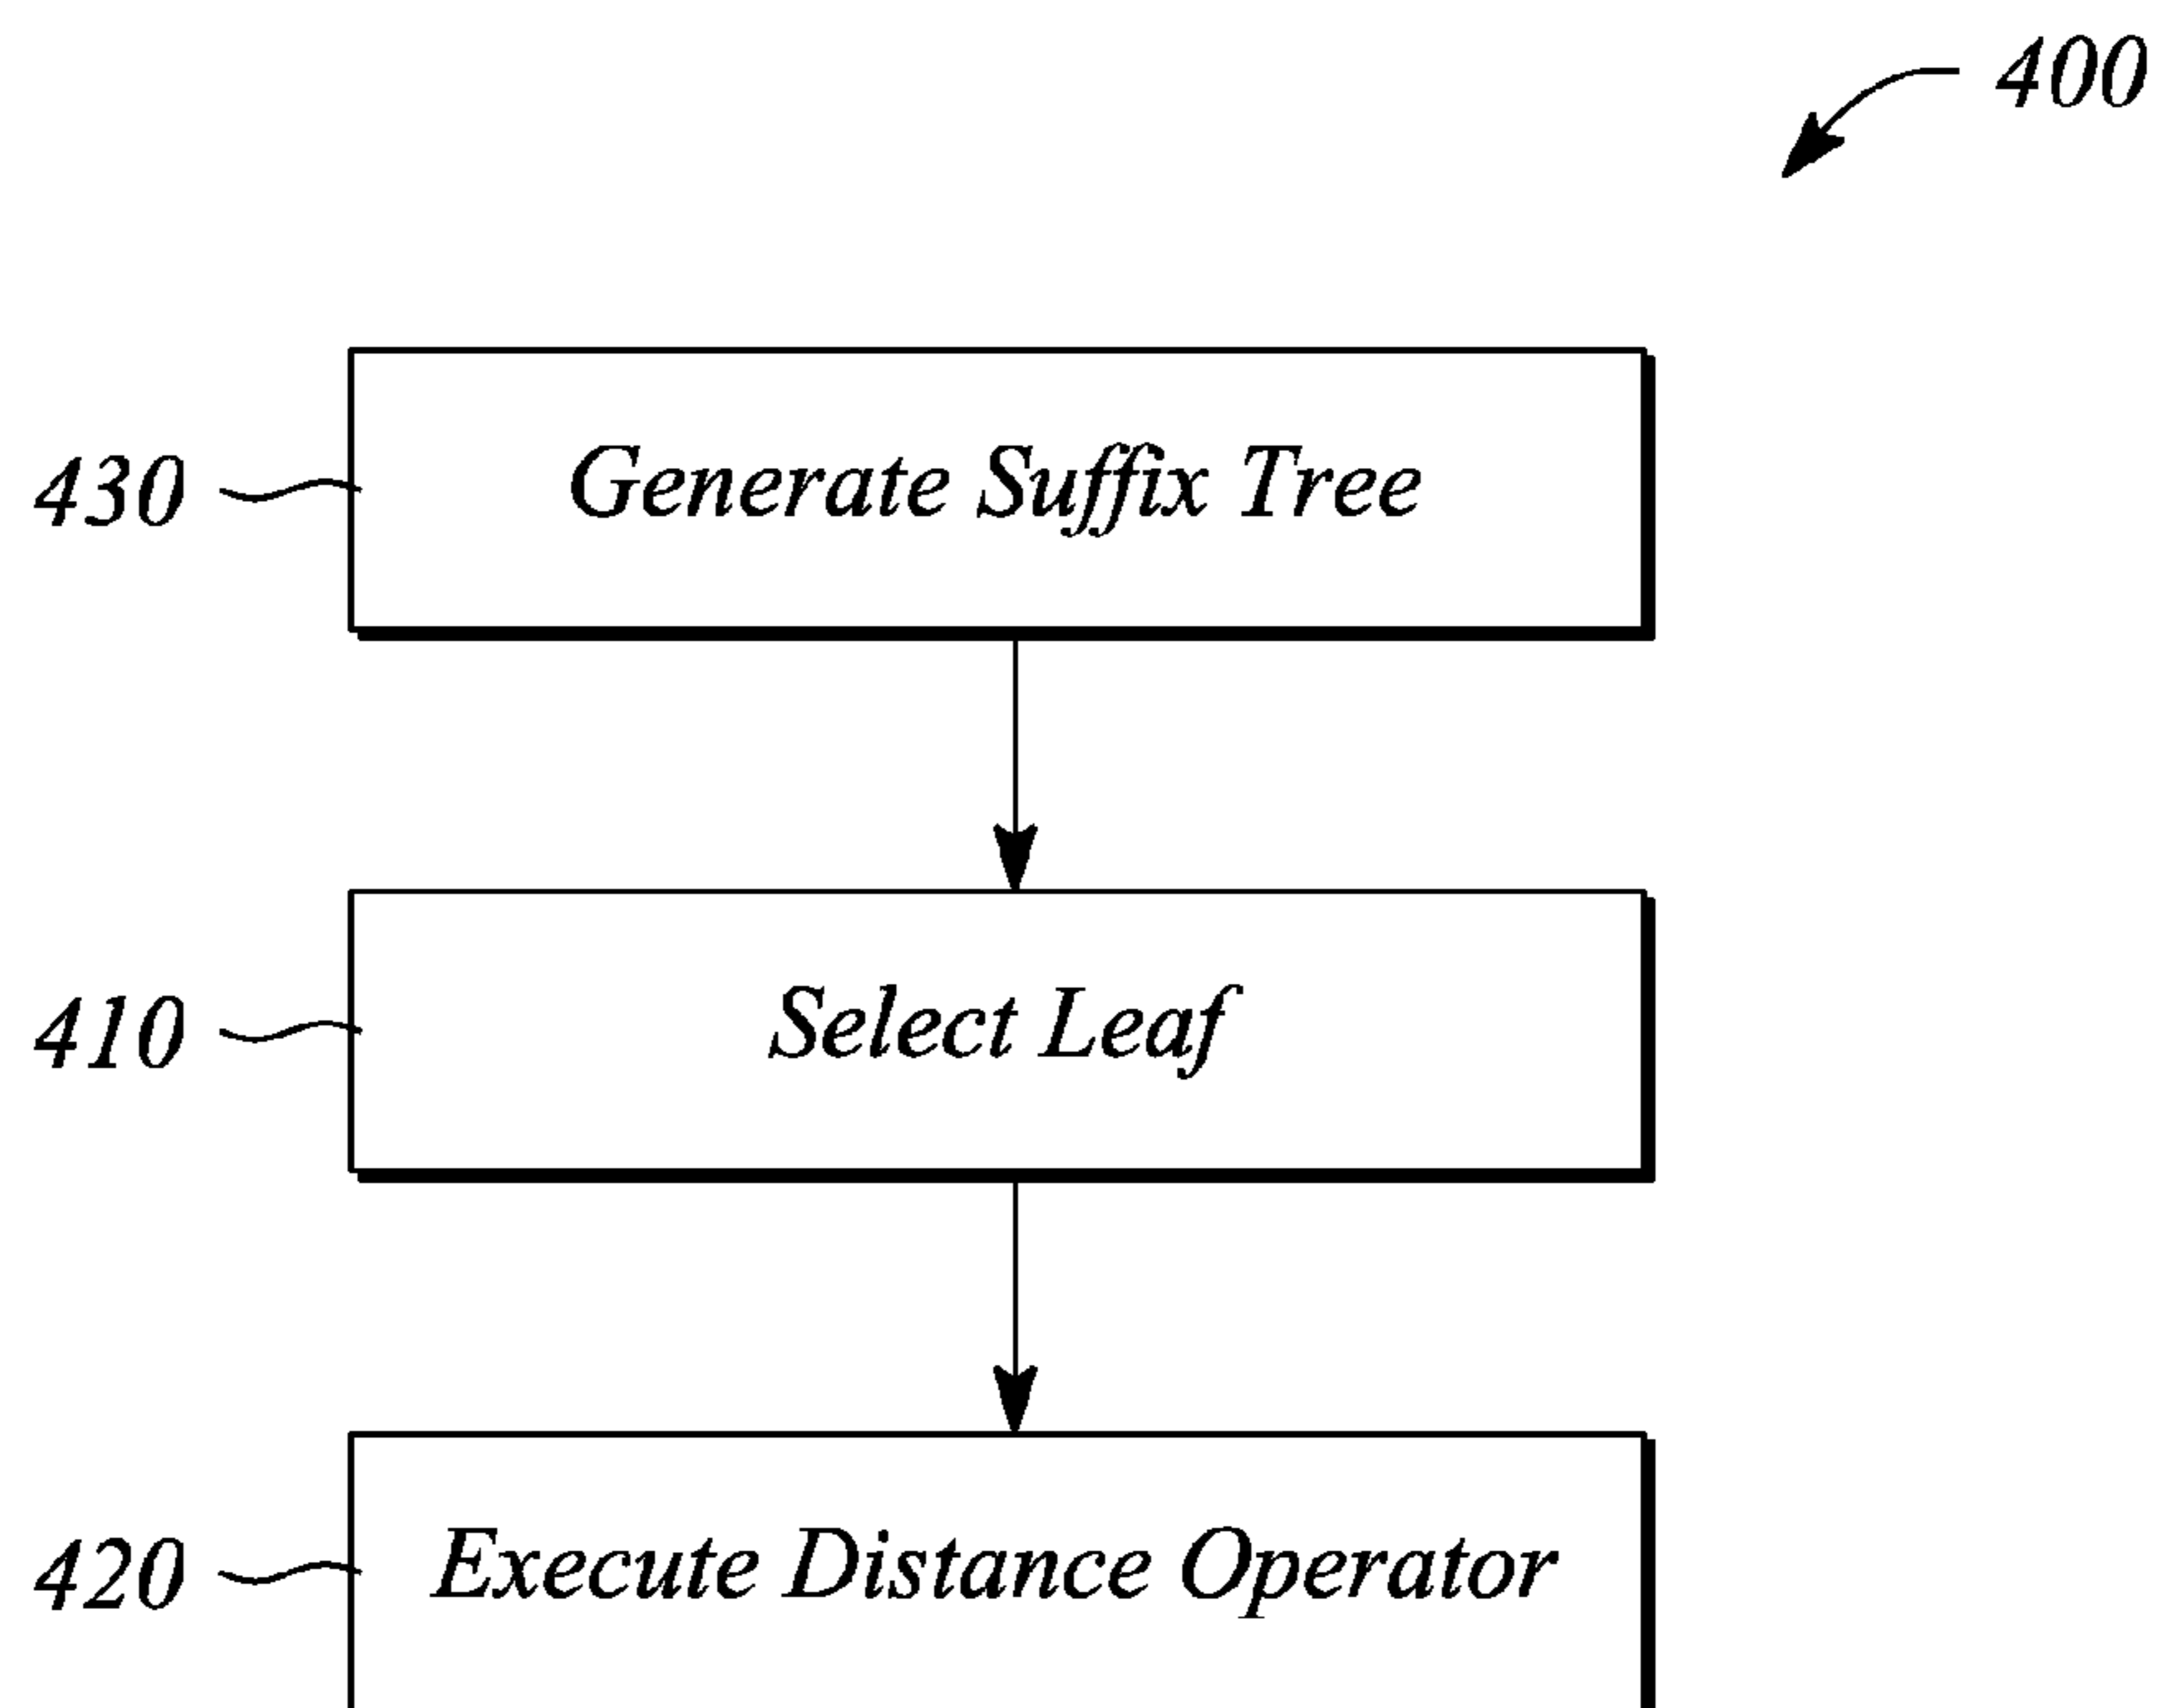 400
430
Generate Suffix Tree
410
Select Leaf
420
Execute Distance Operator